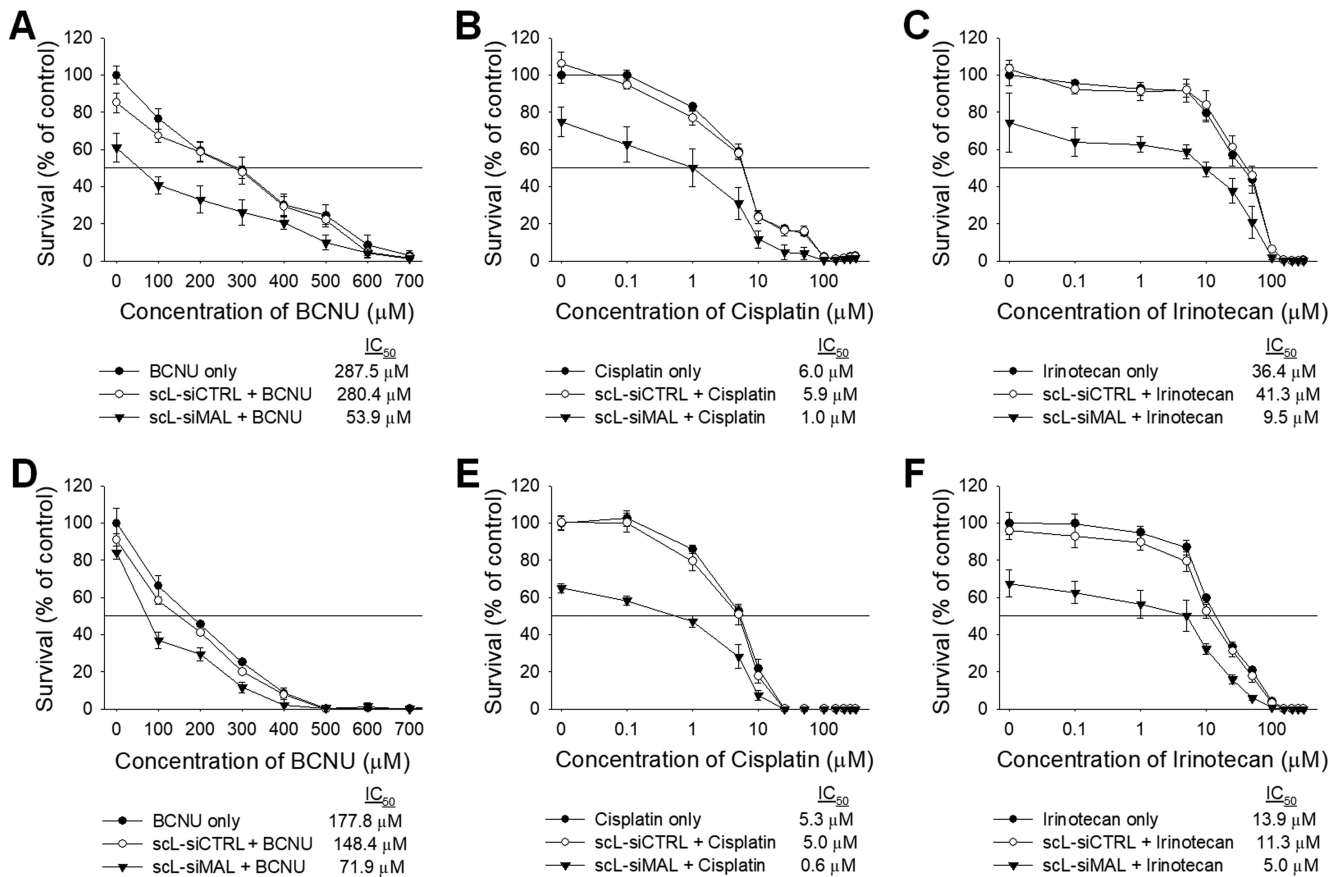 A
120
100
80
60
40
20
0
Survival (% of control)
0 100 200 300 400 500 600 700
Concentration of BCNU (μM)
IC50
BCNU only 287.5 μM
scL-siCTRL + BCNU 280.4 μM
scL-siMAL + BCNU 53.9 μM
B
120
100
80
60
40
20
0
Survival (% of control)
0 0.1 1 10 100
Concentration of Cisplatin (μM)
IC50
Cisplatin only 6.0 μM
scL-siCTRL + Cisplatin 5.9 μM
scL-siMAL + Cisplatin 1.0 μM
C
120
100
80
60
40
20
0
Survival (% of control)
0 0.1 1 10 100
Concentration of Irinotecan (μM)
IC50
Irinotecan only 36.4 μM
scL-siCTRL + Irinotecan 41.3 μM
scL-siMAL + Irinotecan 9.5 μM
D
120
100
80
60
40
20
0
Survival (% of control)
0 100 200 300 400 500 600 700
Concentration of BCNU (μM)
IC50
BCNU only 177.8 μM
scL-siCTRL + BCNU 148.4 μM
scL-siMAL + BCNU 71.9 μM
E
120
100
80
60
40
20
0
Survival (% of control)
0 0.1 1 10 100
Concentration of Cisplatin (μM)
IC50
Cisplatin only 5.3 μM
scL-siCTRL + Cisplatin 5.0 μM
scL-siMAL + Cisplatin 0.6 μM
F
120
100
80
60
40
20
0
Survival (% of control)
0 0.1 1 10 100
Concentration of Irinotecan (μM)
IC50
Irinotecan only 13.9 μM
scL-siCTRL + Irinotecan 11.3 μM
scL-siMAL + Irinotecan 5.0 μM